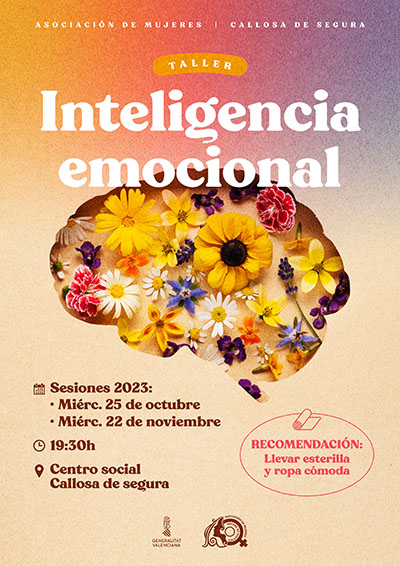 ASOCIACIÓN DE MUJERES | CALLOSA DE SEGURA
TALLER
Inteligencia
emocional
Sesiones 2023:
· Miérc. 25 de octubre
· Miérc. 22 de noviembre
19:30h
Centro social
Callosa de segura
RECOMENDACIÓN:
Llevar esterilla
y ropa cómoda
GENERALITAT
VALENCIANA